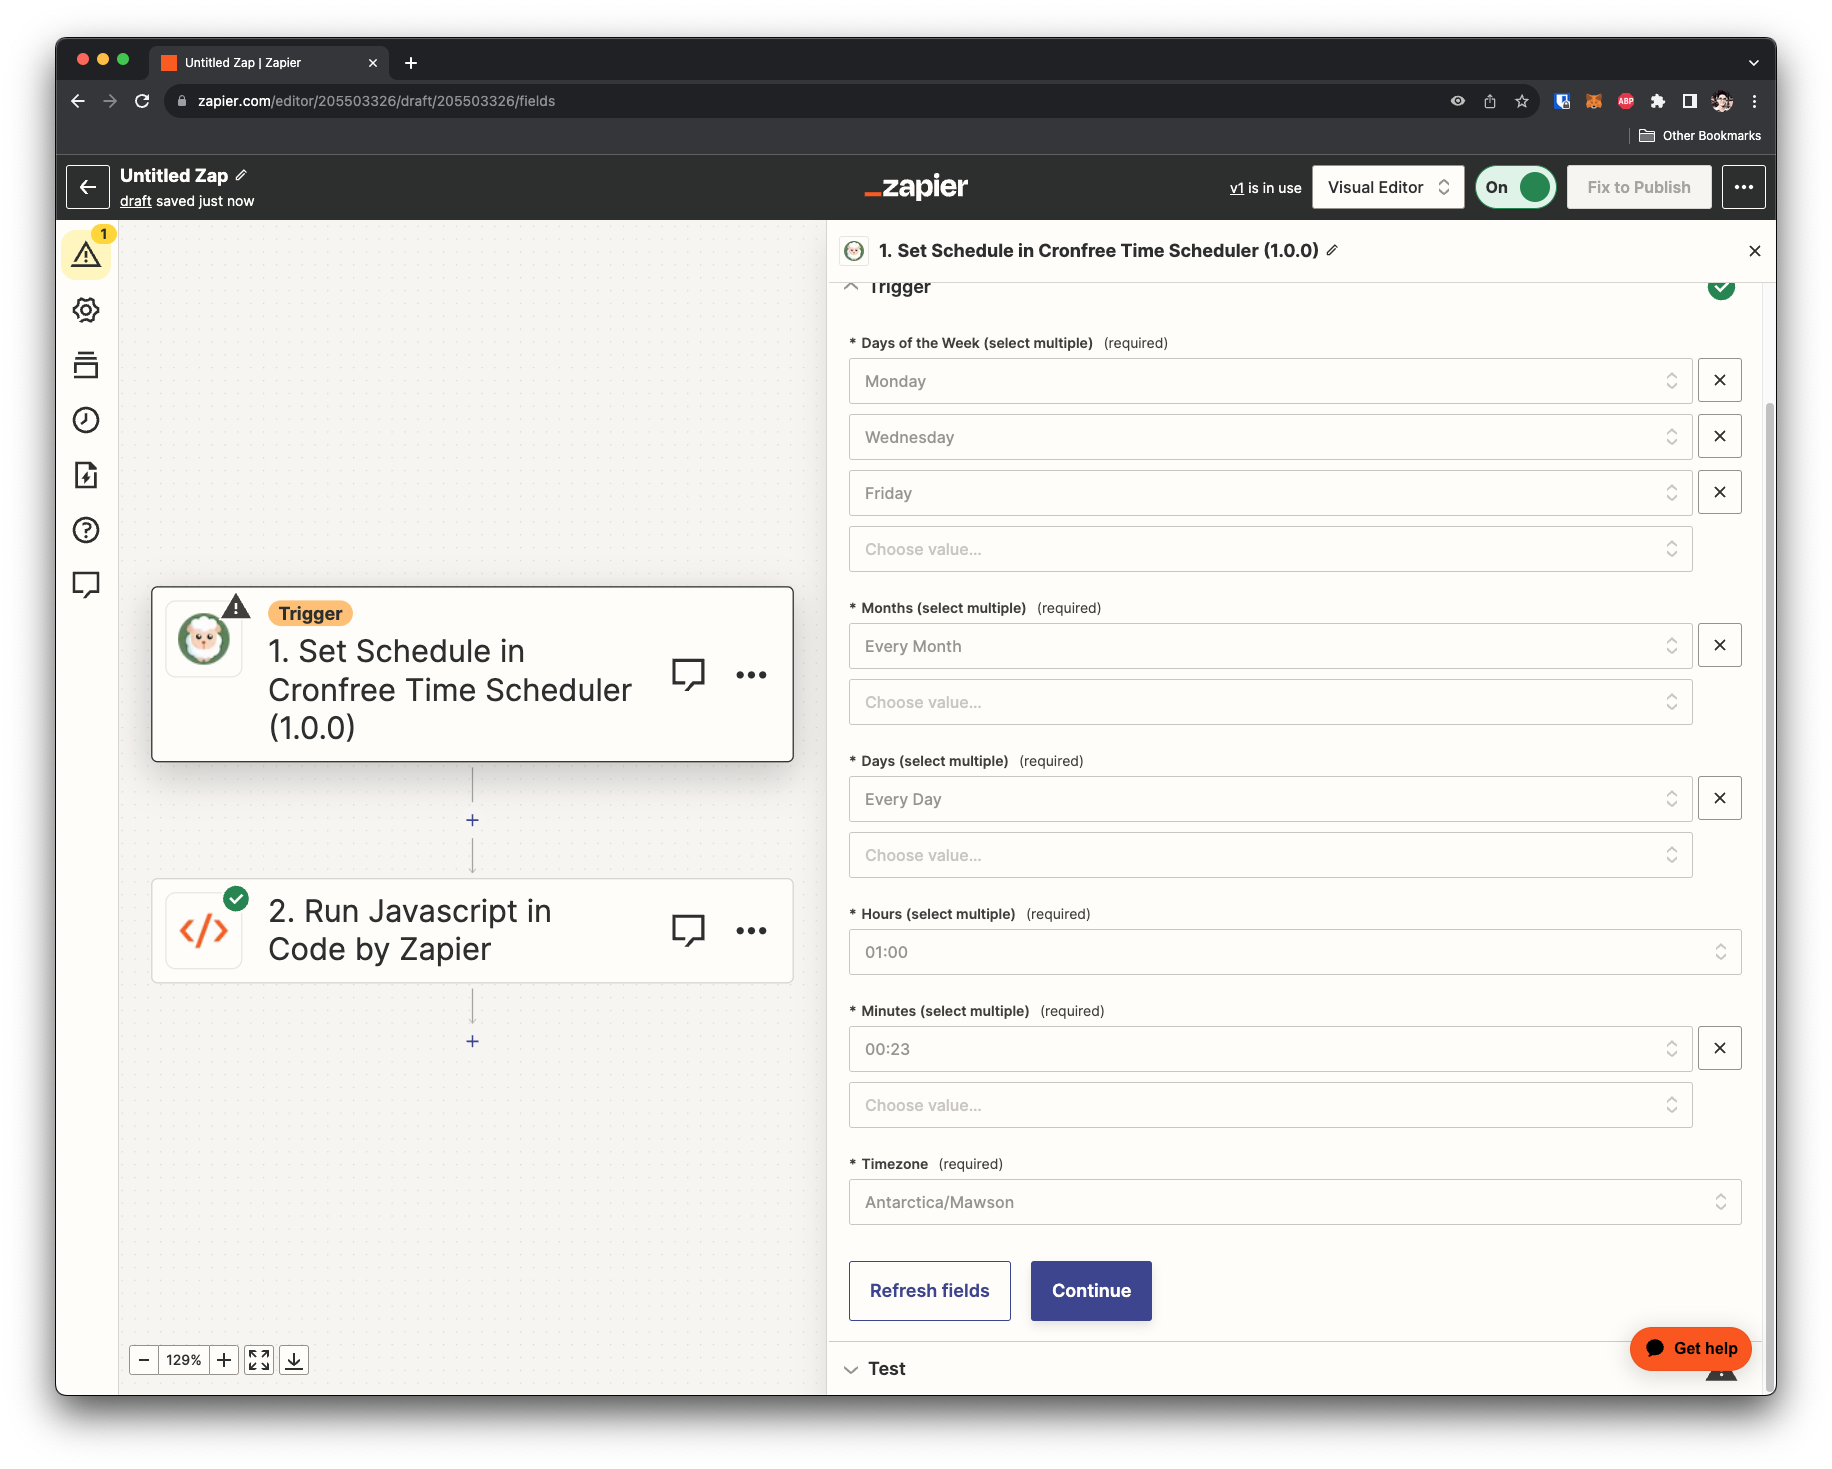 Untitled Zap | Zapier
zapier.com/editor/205503326/draft/205503326/fields
ABP
Other Bookmarks
Untitled Zap
draft saved just now
_zapier
v1 is in use
Visual Editor
On
Fix to Publish
1
1. Set Schedule in Cronfree Time Scheduler (1.0.0)
Trigger
* Days of the Week (select multiple) (required)
Monday
Wednesday
Friday
Choose value...
* Months (select multiple) (required)
Every Month
Choose value...
* Days (select multiple) (required)
Every Day
Choose value...
* Hours (select multiple) (required)
01:00
* Minutes (select multiple) (required)
00:23
Choose value...
* Timezone (required)
Antarctica/Mawson
Refresh fields
Continue
Test
Get help
Trigger
1. Set Schedule in
Cronfree Time Scheduler
(1.0.0)
2. Run Javascript in
Code by Zapier
129%